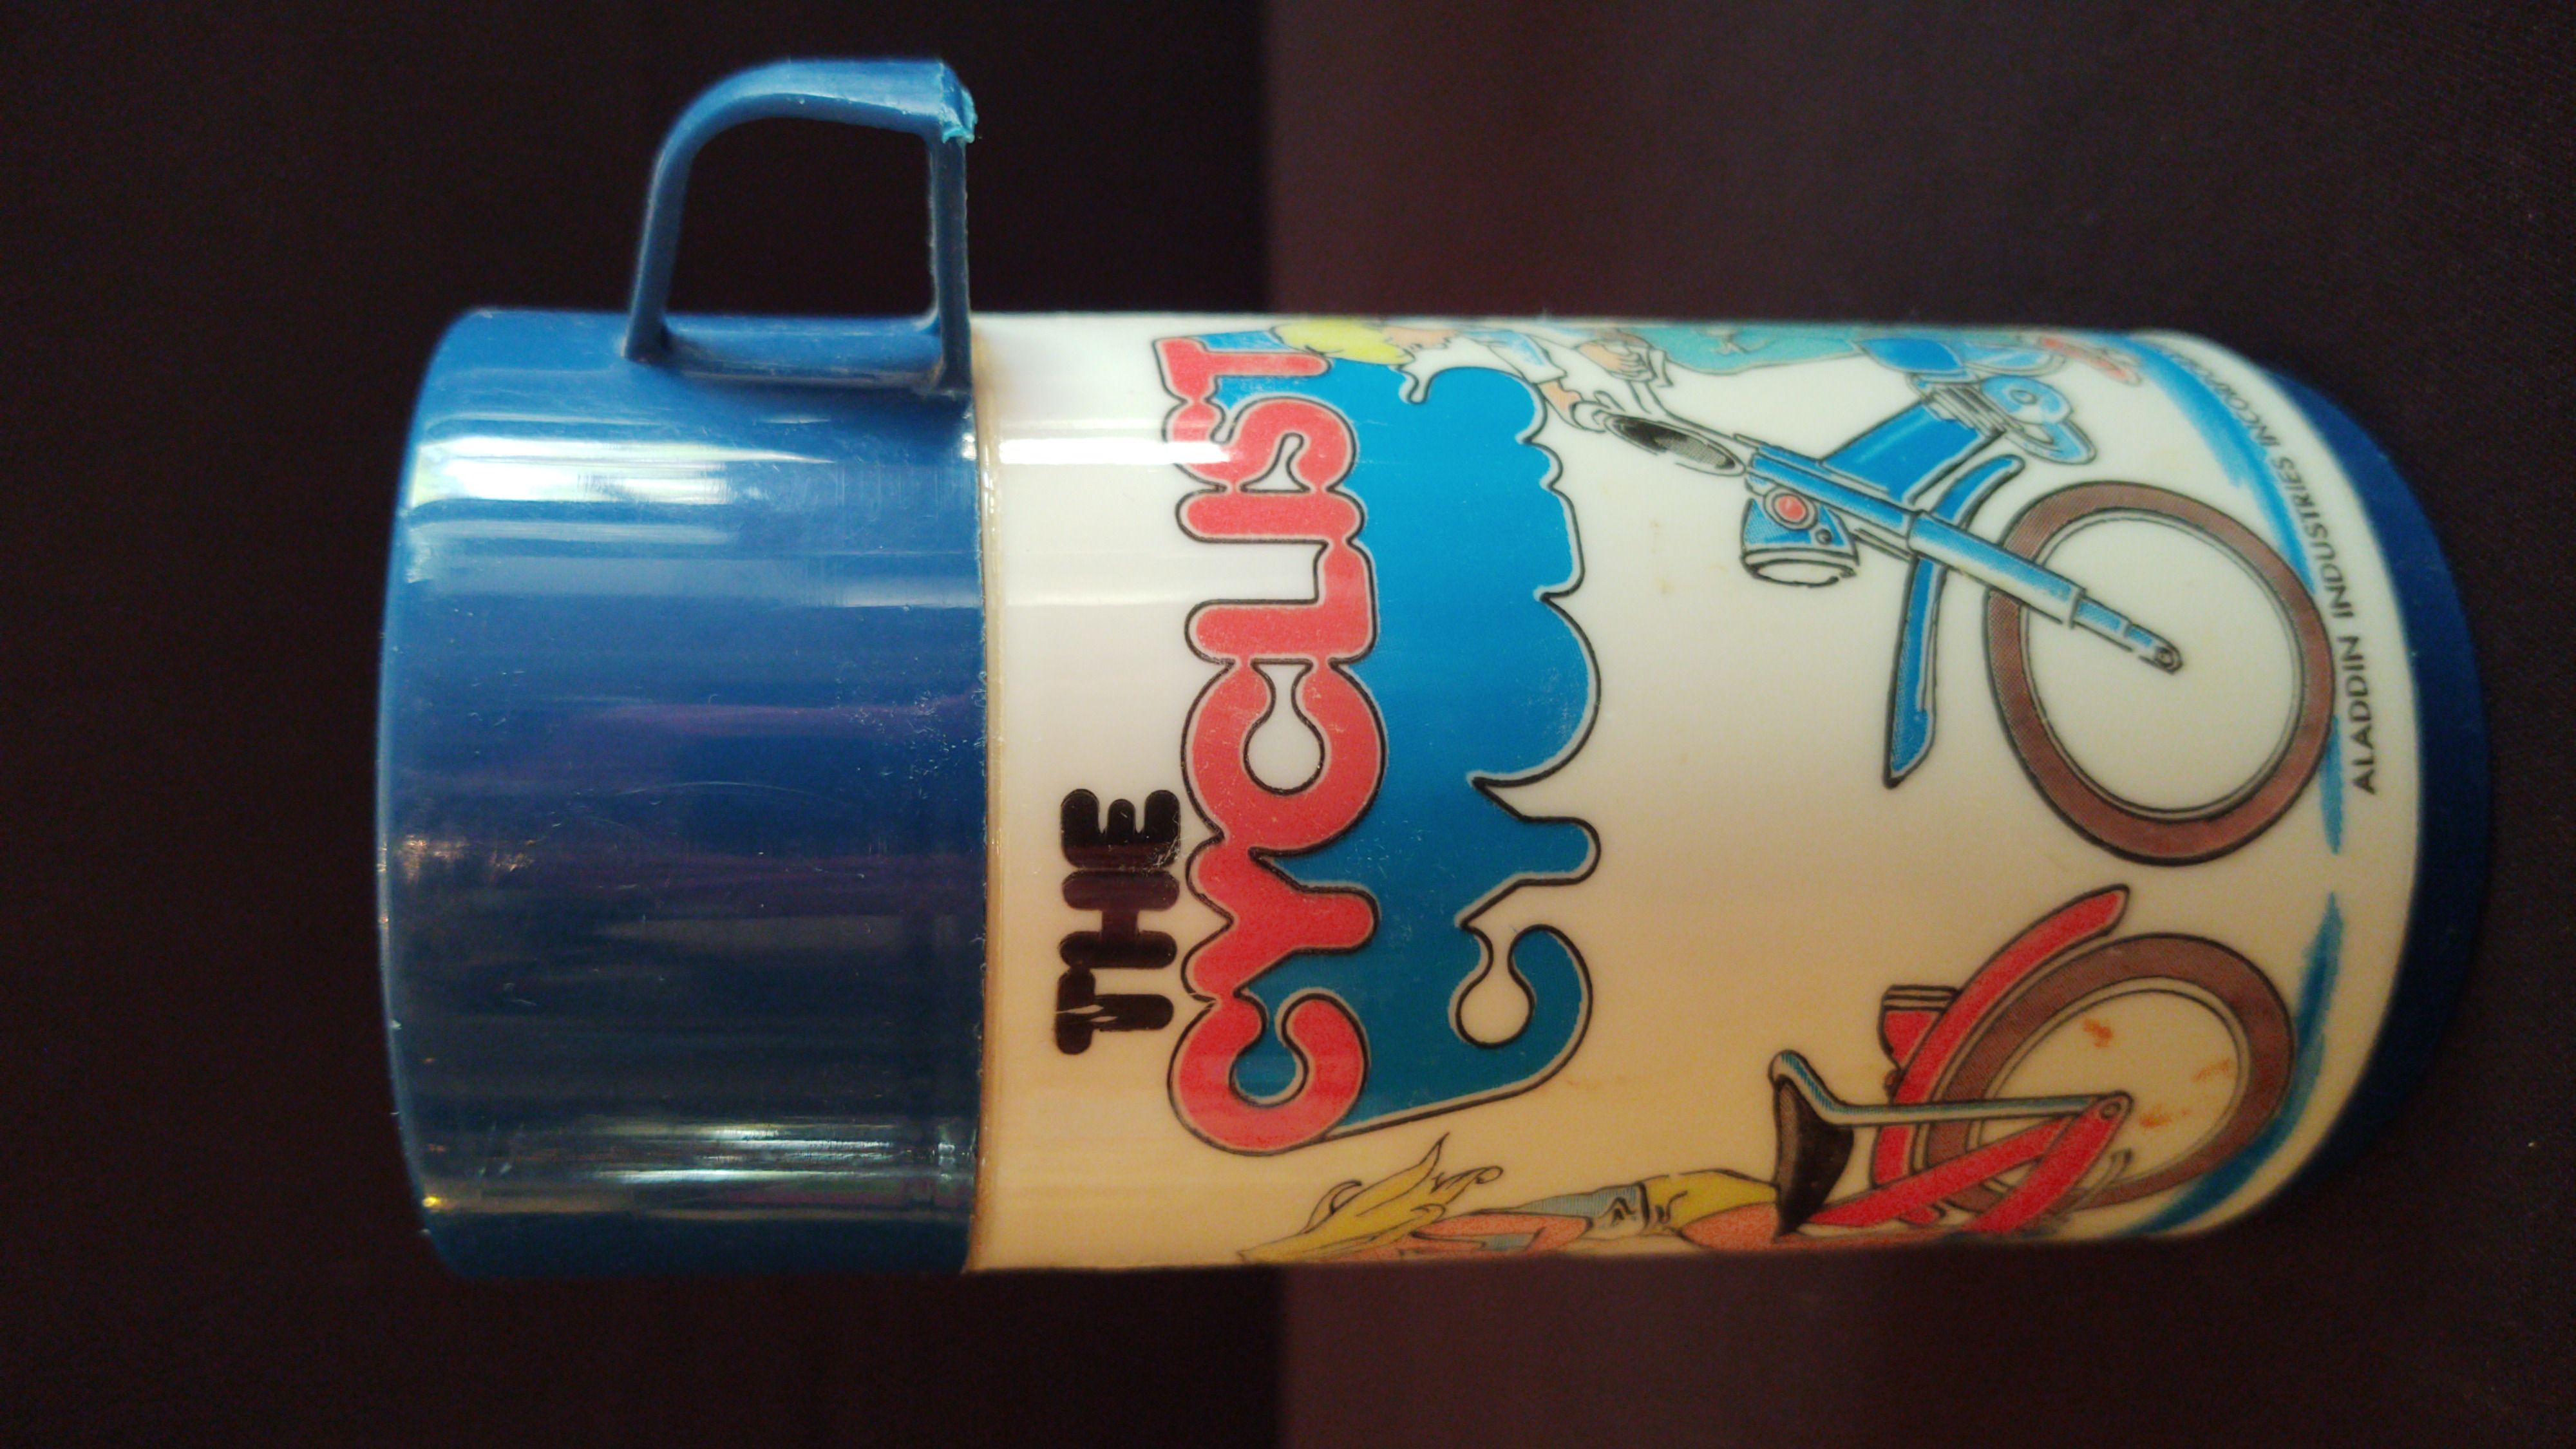 THE
CYCLIST
ALADDIN INDUSTRIES